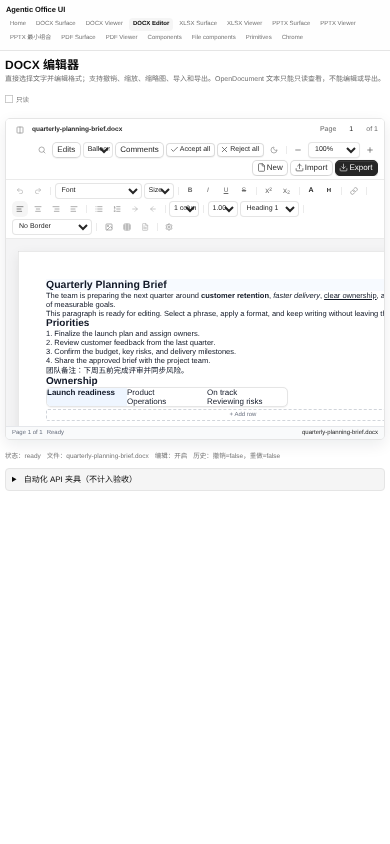 Agentic Office UI
Home DOCX Surface DOCX Viewer DOCX Editor XLSX Surface XLSX Viewer PPTX Surface PPTX Viewer
PPTX 最小组合 PDF Surface PDF Viewer Components File components Primitives Chrome
DOCX 编辑器
直接选择文字并编辑格式；支持撤销、缩放、缩略图、导入和导出。OpenDocument 文本只能只读查看，不能编辑或导出。
只读
quarterly-planning-brief.docx Page 1 of 1
Edits Comments Accept all Reject all 100%
New Import Export
Font Size B I U S X² X₂ A H
1.00 Heading 1
No Border
Quarterly Planning Brief
The team is preparing the next quarter around customer retention, faster delivery, clear ownership, a
of measurable goals.
This paragraph is ready for editing. Select a phrase, apply a format, and keep writing without leaving t
Priorities
1. Finalize the launch plan and assign owners.
2. Review customer feedback from the last quarter.
3. Confirm the budget, key risks, and delivery milestones.
4. Share the approved brief with the project team.
团队备注：下周五前完成评审并同步风险。
Ownership
Launch readiness Product On track
Operations Reviewing risks
+ Add row
Page 1 of 1 Ready quarterly-planning-brief.docx
状态：ready 文件：quarterly-planning-brief.docx 编辑：开启 历史：撤销=false，重做=false
自动化 API 夹具（不计入验收）